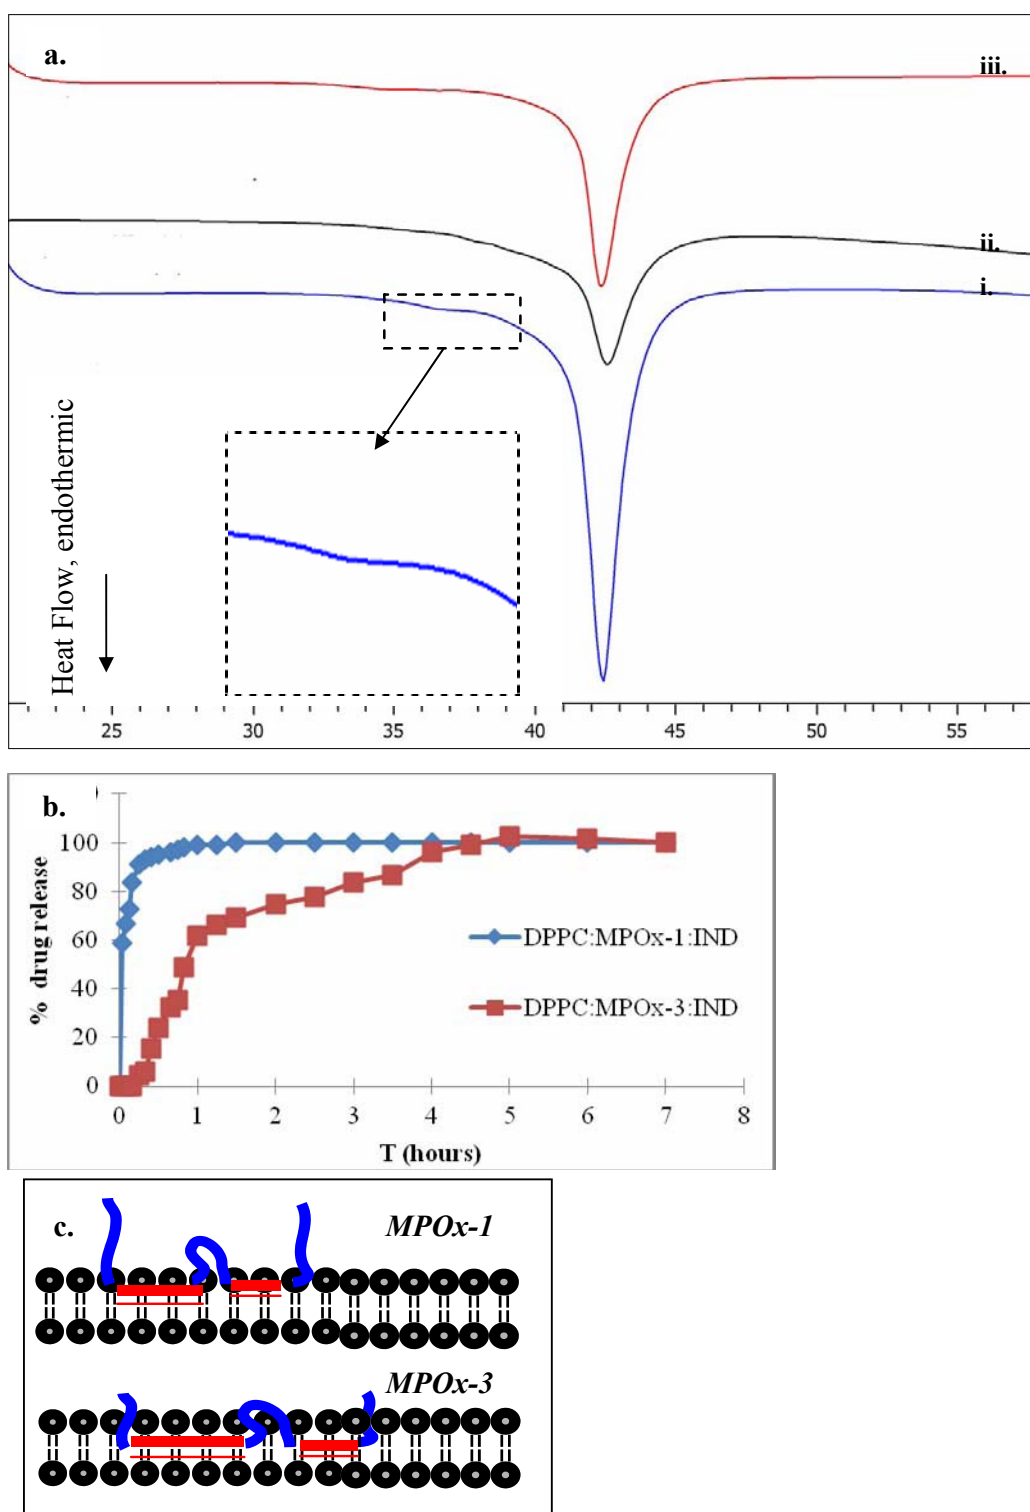 a.
iii.
ii.
i.
Heat Flow, endothermic
25 30 35 40 45 50 55
b.
100
80
60
40
20
0
% drug release
DPPC:MPOx-1:IND
DPPC:MPOx-3:IND
0 1 2 3 4 5 6 7 8
T (hours)
c.
MPOx-1
MPOx-3